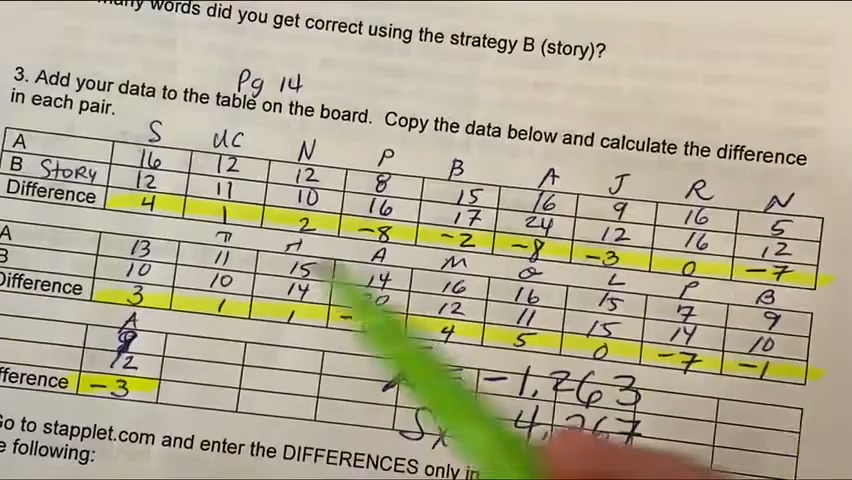 many words did you get correct using the strategy B (story)?
Pg 14
3. Add your data to the table on the board. Copy the data below and calculate the difference
in each pair.
S UC N P B A J R N
A 16 12 12 8 15 16 9 16 5
B Story 12 11 10 16 17 24 12 16 12
Difference 4 1 2 -8 -2 -8 -3 0 -7
A M L P B
A 13 11 15 14 16 16 15 7 9
B 10 10 14 20 12 11 15 14 10
Difference 3 1 1 4 5 0 -7 -1
A
9
12
fference -3
-1.263
Sx 4.267
Go to stapplet.com and enter the DIFFERENCES only in
e following: